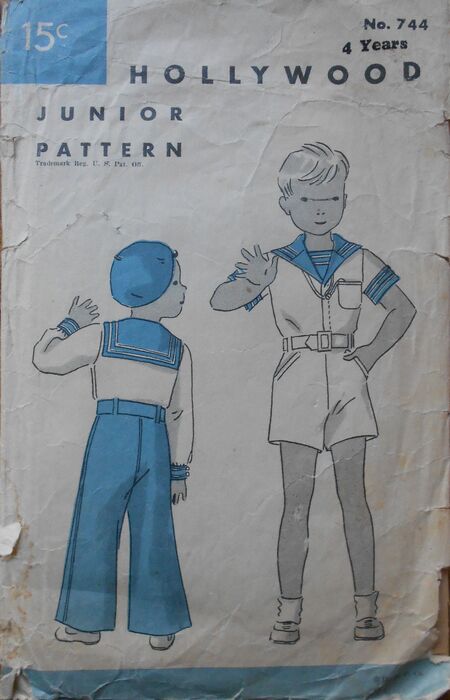 15c
No. 744
4 Years
HOLLYWOOD
JUNIOR
PATTERN
Trademark Reg. U. S. Pat. Off.